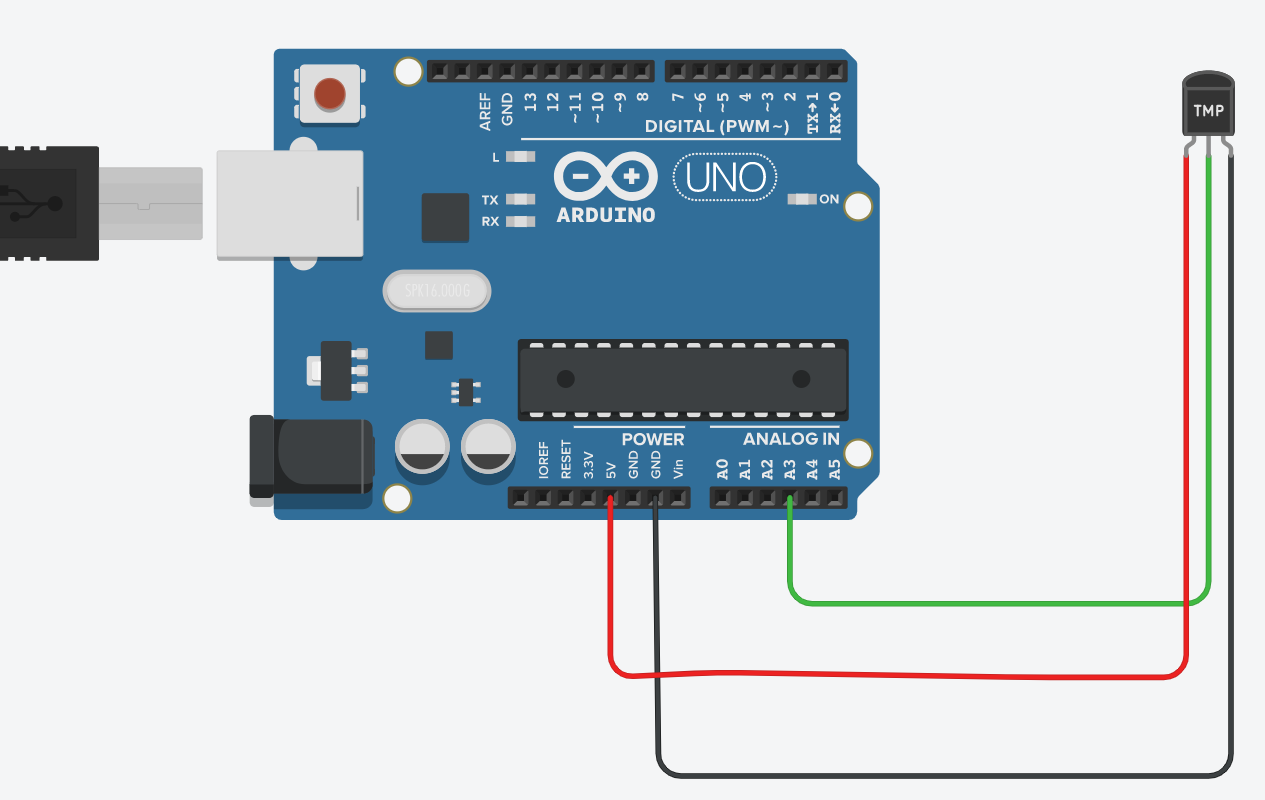 AREF GND 13 12 ~11 ~10 ~9 8 7 ~6 ~5 4 ~3 2 TX→1 RX←0
DIGITAL (PWM~)
TMP
L
TX
RX
ARDUINO
UNO
ON
SPK16.000G
POWER
ANALOG IN
IOREF RESET 3.3V 5V GND GND Vin A0 A1 A2 A3 A4 A5